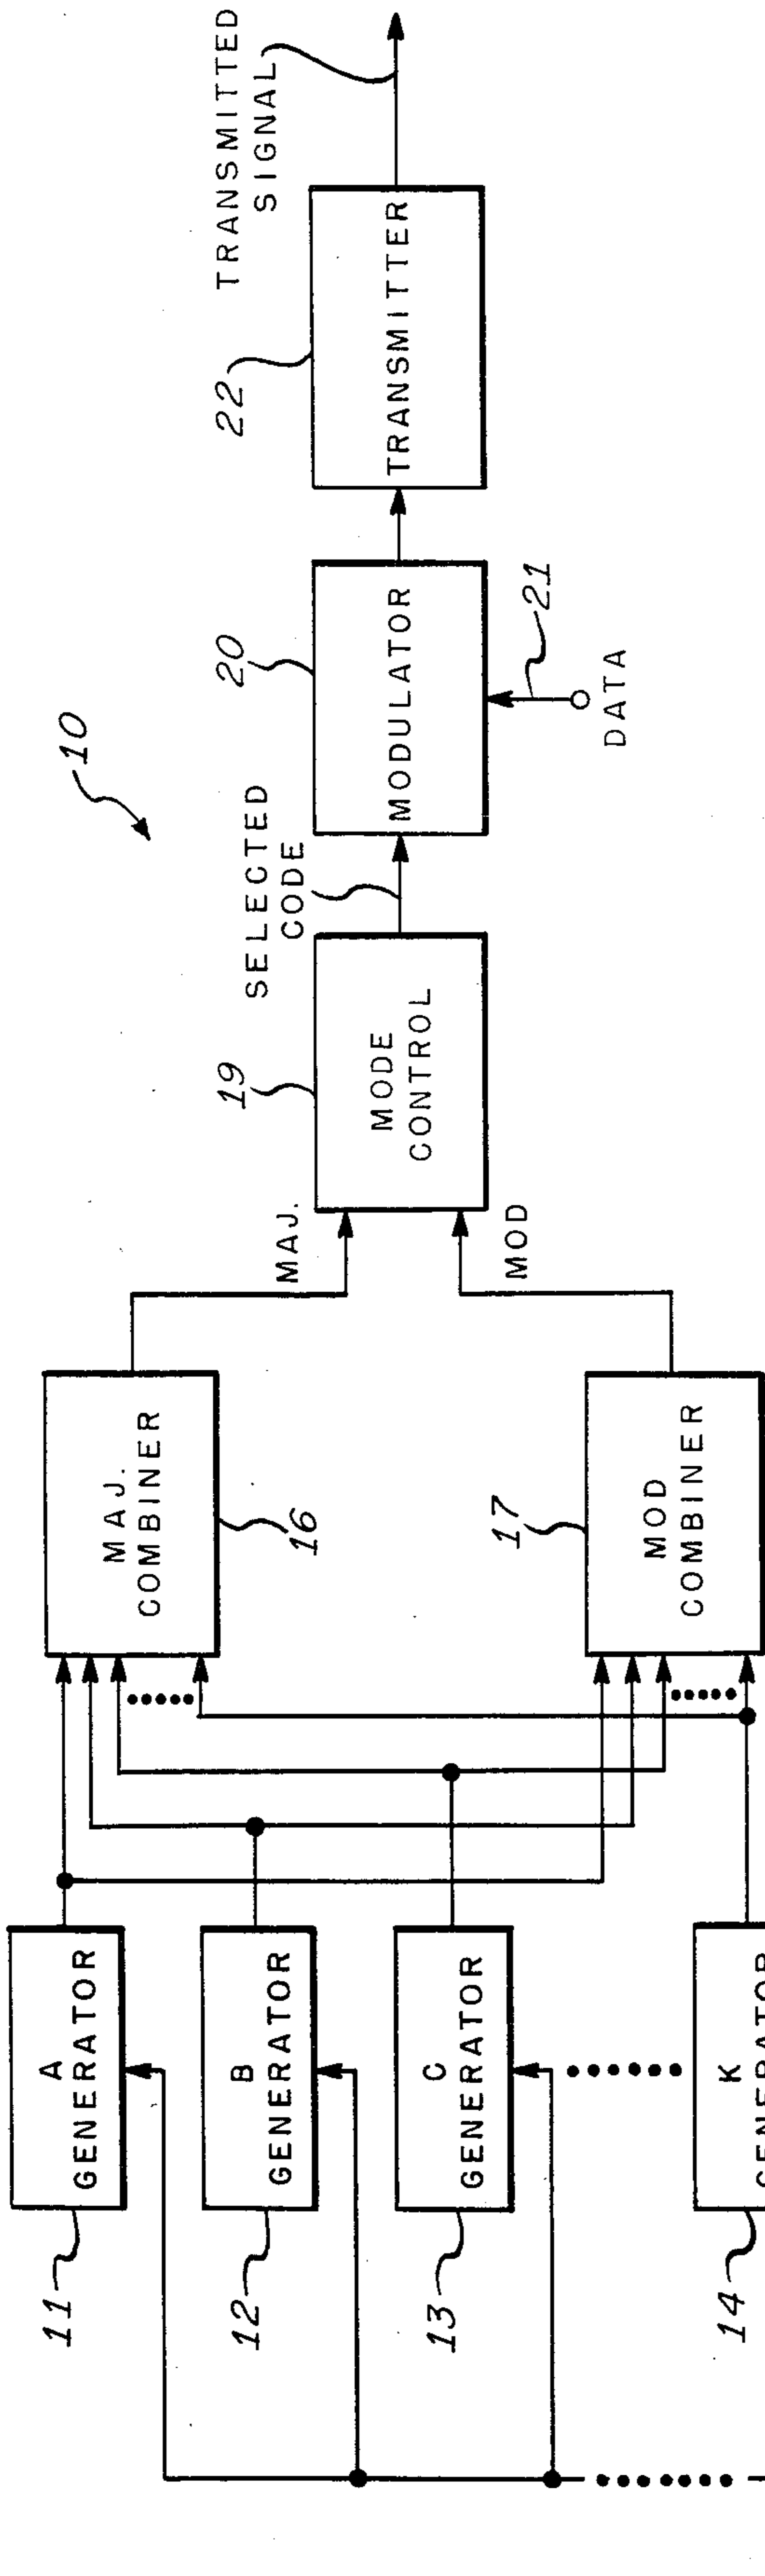 10
11
A
GENERATOR
12
B
GENERATOR
13
C
GENERATOR
14
K
GENERATOR
MAJ.
COMBINER
16
17
MOD
COMBINER
MAJ.
MOD
19
MODE
CONTROL
SELECTED
CODE
20
MODULATOR
21
DATA
22
TRANSMITTER
TRANSMITTED
SIGNAL